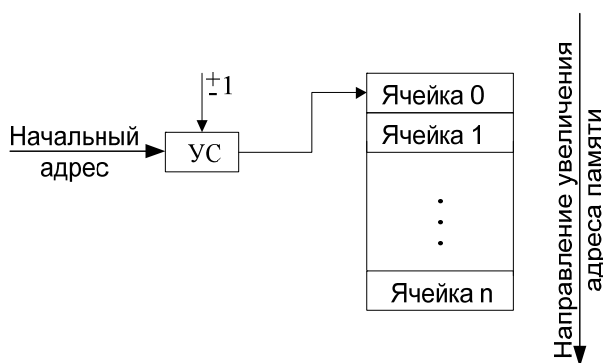 ±1
Начальный
адрес
УС
Ячейка 0
Ячейка 1
Ячейка n
Направление увеличения
адреса памяти